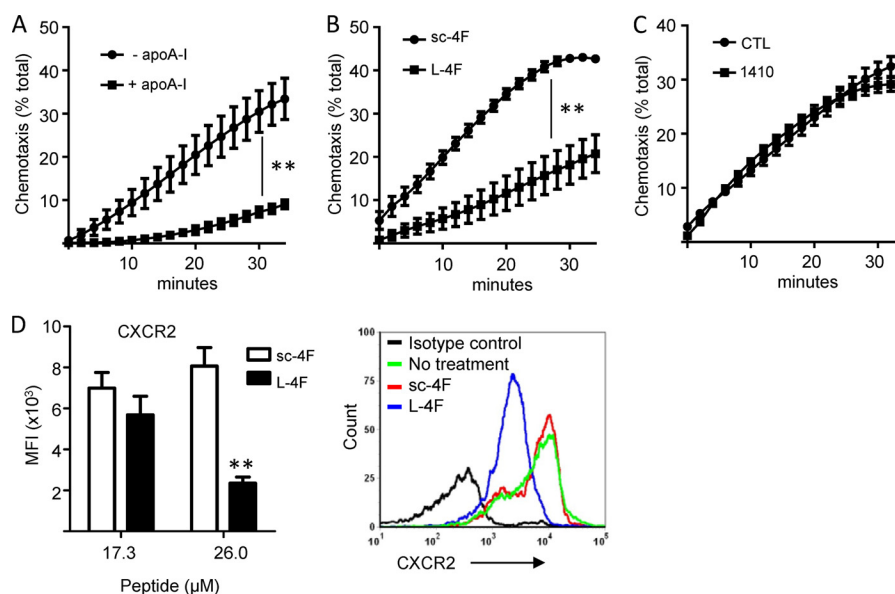 A
50
40
30
20
10
Chemotaxis (% total)
- apoA-I
+ apoA-I
**
10 20 30
minutes
B
50
40
30
20
10
Chemotaxis (% total)
sc-4F
L-4F
**
10 20 30
minutes
C
40
30
20
10
Chemotaxis (% total)
CTL
1410
10 20 30
minutes
D
CXCR2
10
8
6
4
2
MFI (x10³)
sc-4F
L-4F
**
17.3 26.0
Peptide (µM)
100
75
50
25
0
Count
Isotype control
No treatment
sc-4F
L-4F
10¹ 10² 10³ 10⁴ 10⁵
CXCR2